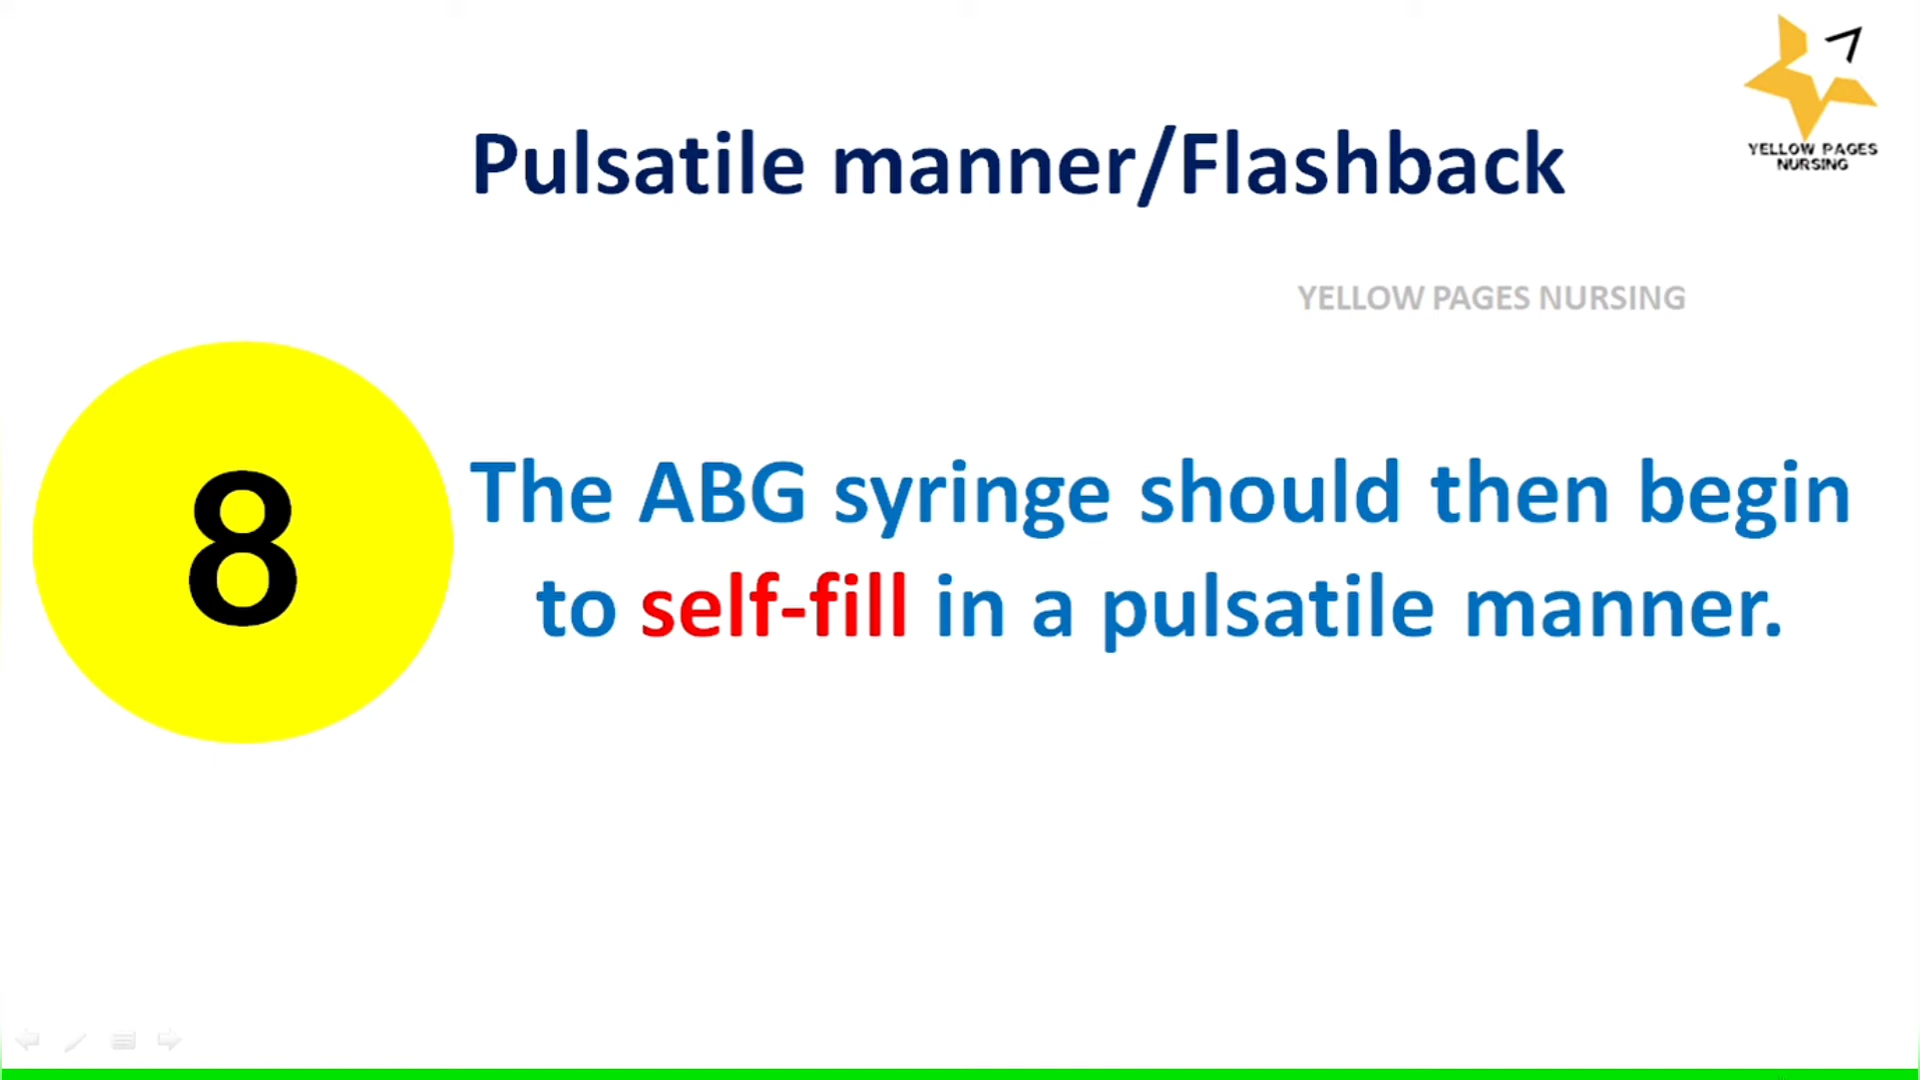 YELLOW PAGES
NURSING
Pulsatile manner/Flashback
YELLOW PAGES NURSING
8
The ABG syringe should then begin
to self-fill in a pulsatile manner.